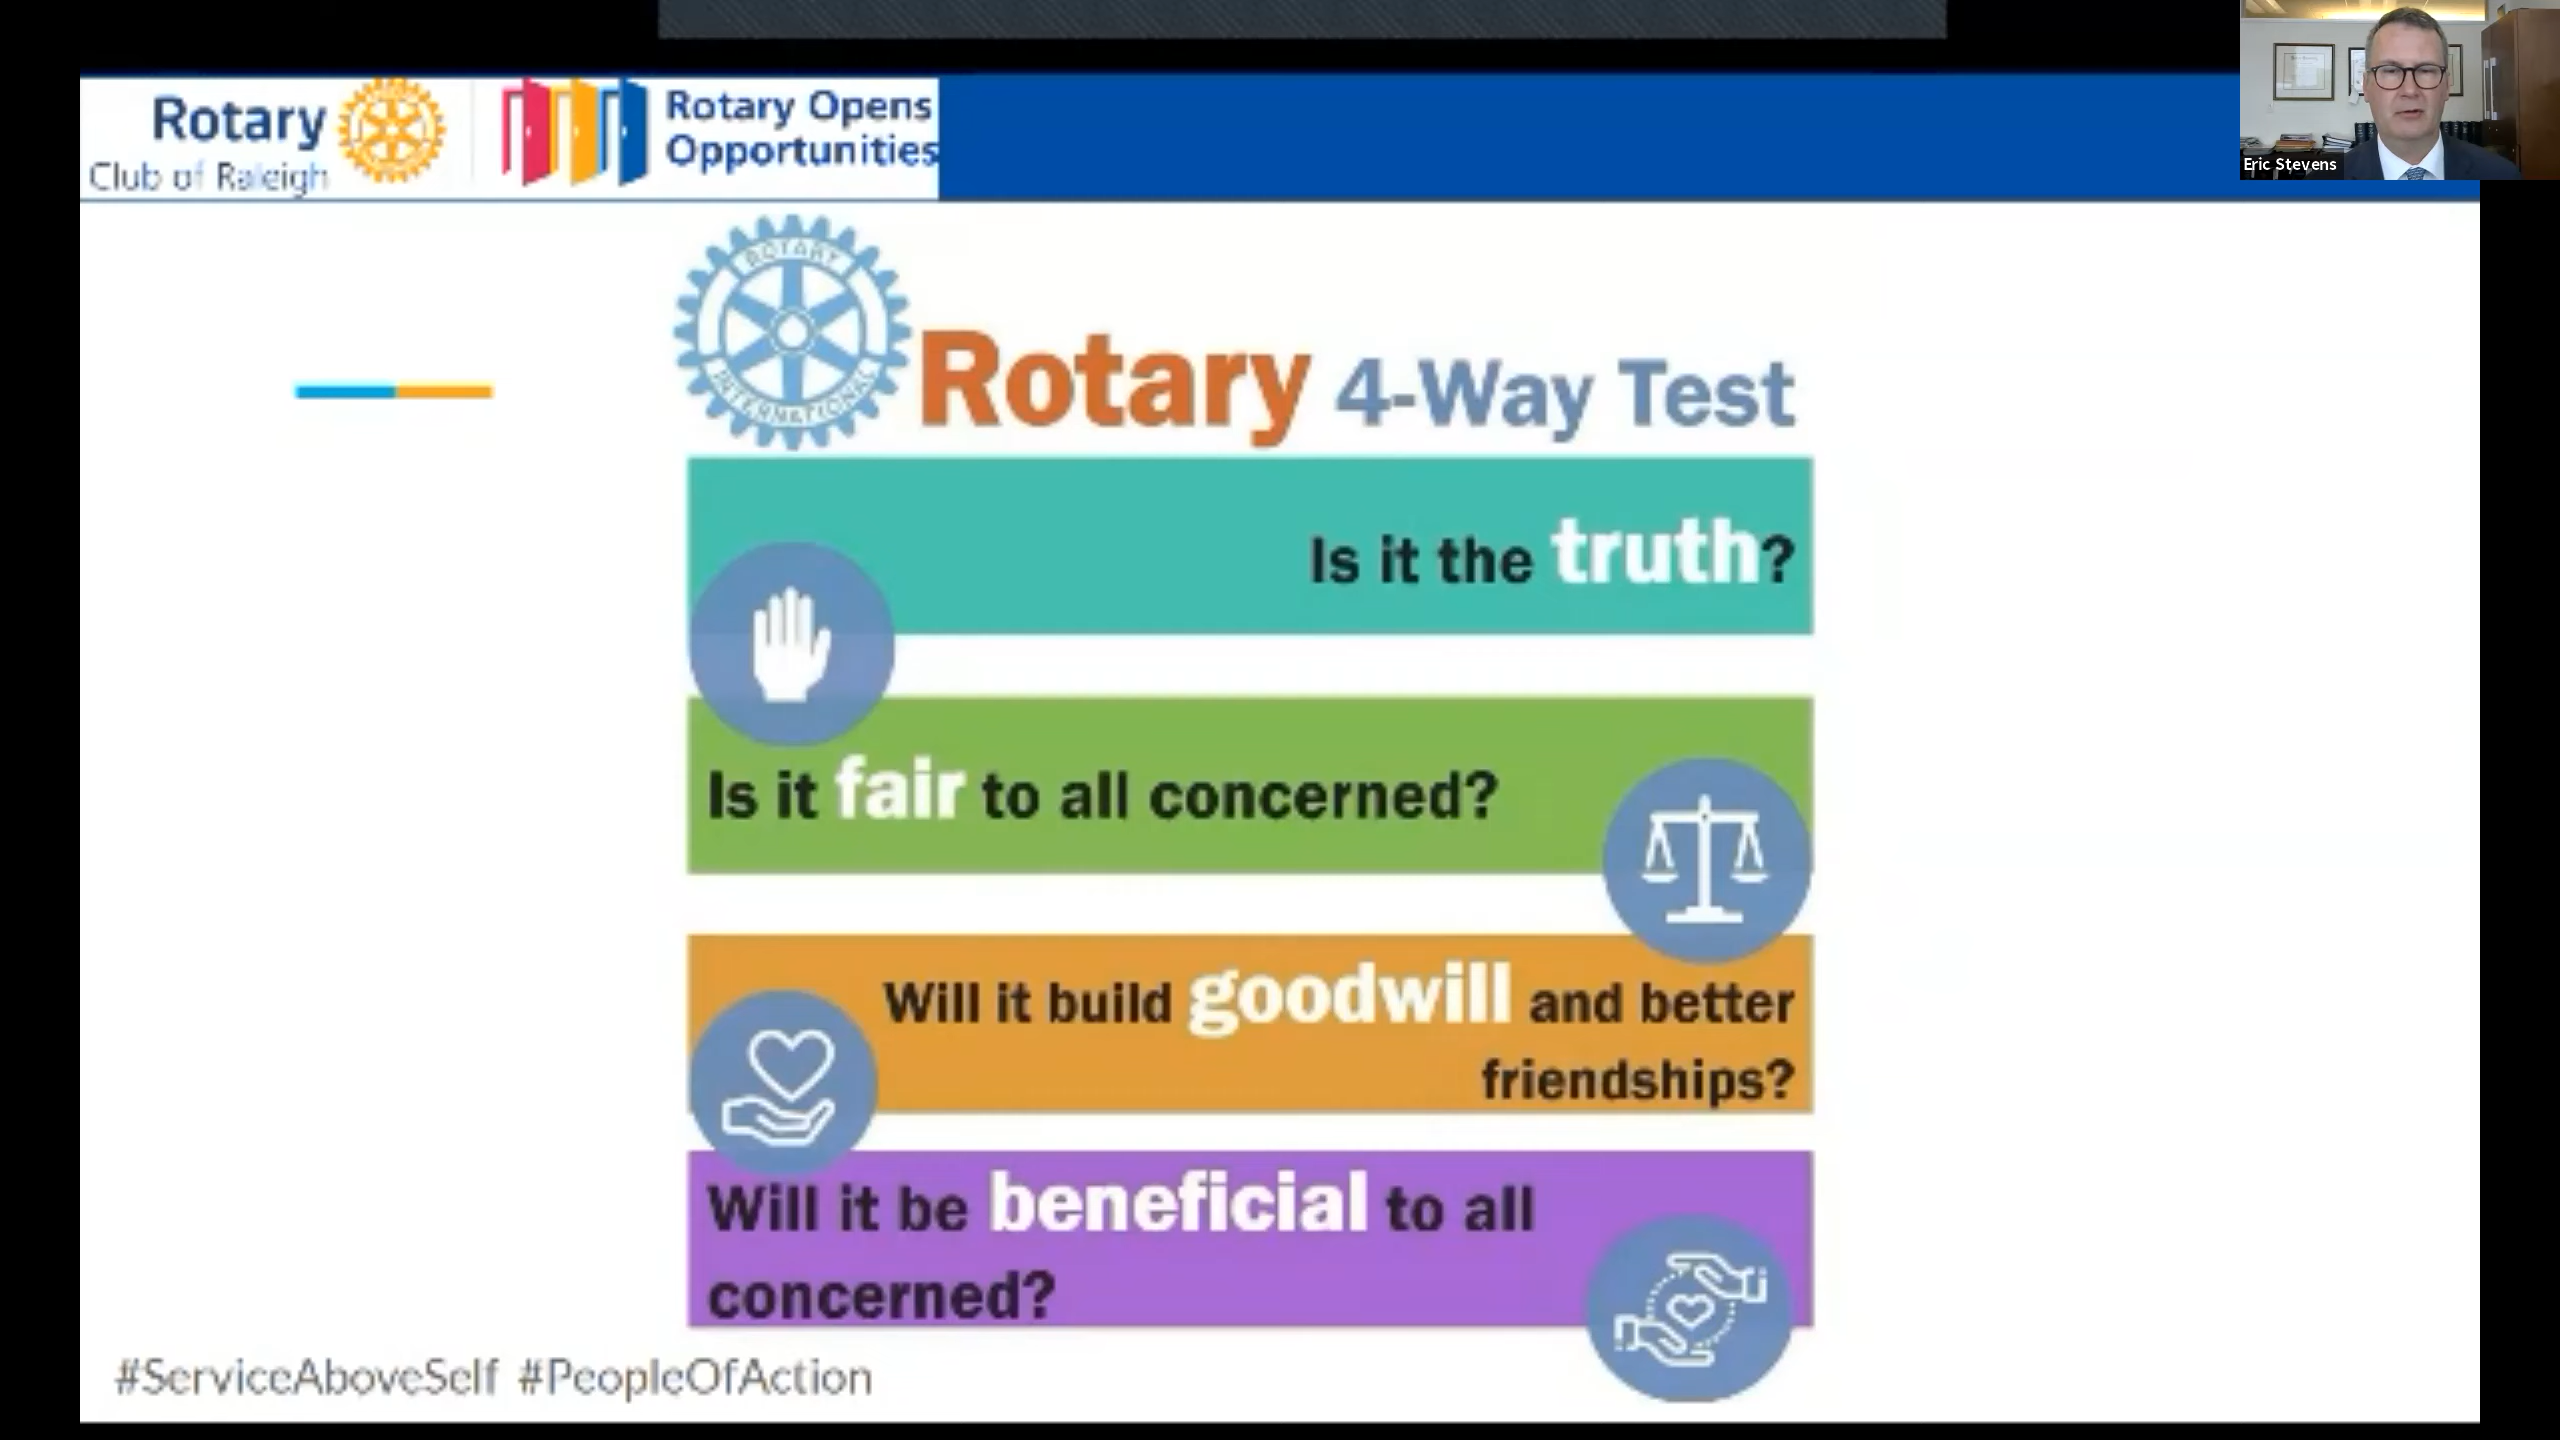 Rotary
Club of Raleigh
Rotary Opens
Opportunities
Eric Stevens
ROTARY
INTERNATIONAL
Rotary 4-Way Test
Is it the truth?
Is it fair to all concerned?
Will it build goodwill and better
friendships?
Will it be beneficial to all
concerned?
#ServiceAboveSelf #PeopleOfAction